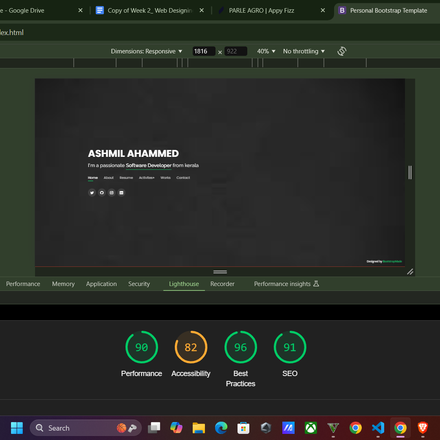 e - Google Drive
Copy of Week 2_ Web Designin
PARLE AGRO | Appy Fizz
Personal Bootstrap Template
lex.html
Dimensions: Responsive
1816 × 922
40%
No throttling
ASHMIL AHAMMED
I'm a passionate Software Developer from kerala
Home About Resume Activities Works Contact
Designed by
Performance Memory Application Security Lighthouse Recorder Performance insights
90 82 96 91
Performance Accessibility Best Practices SEO
Search